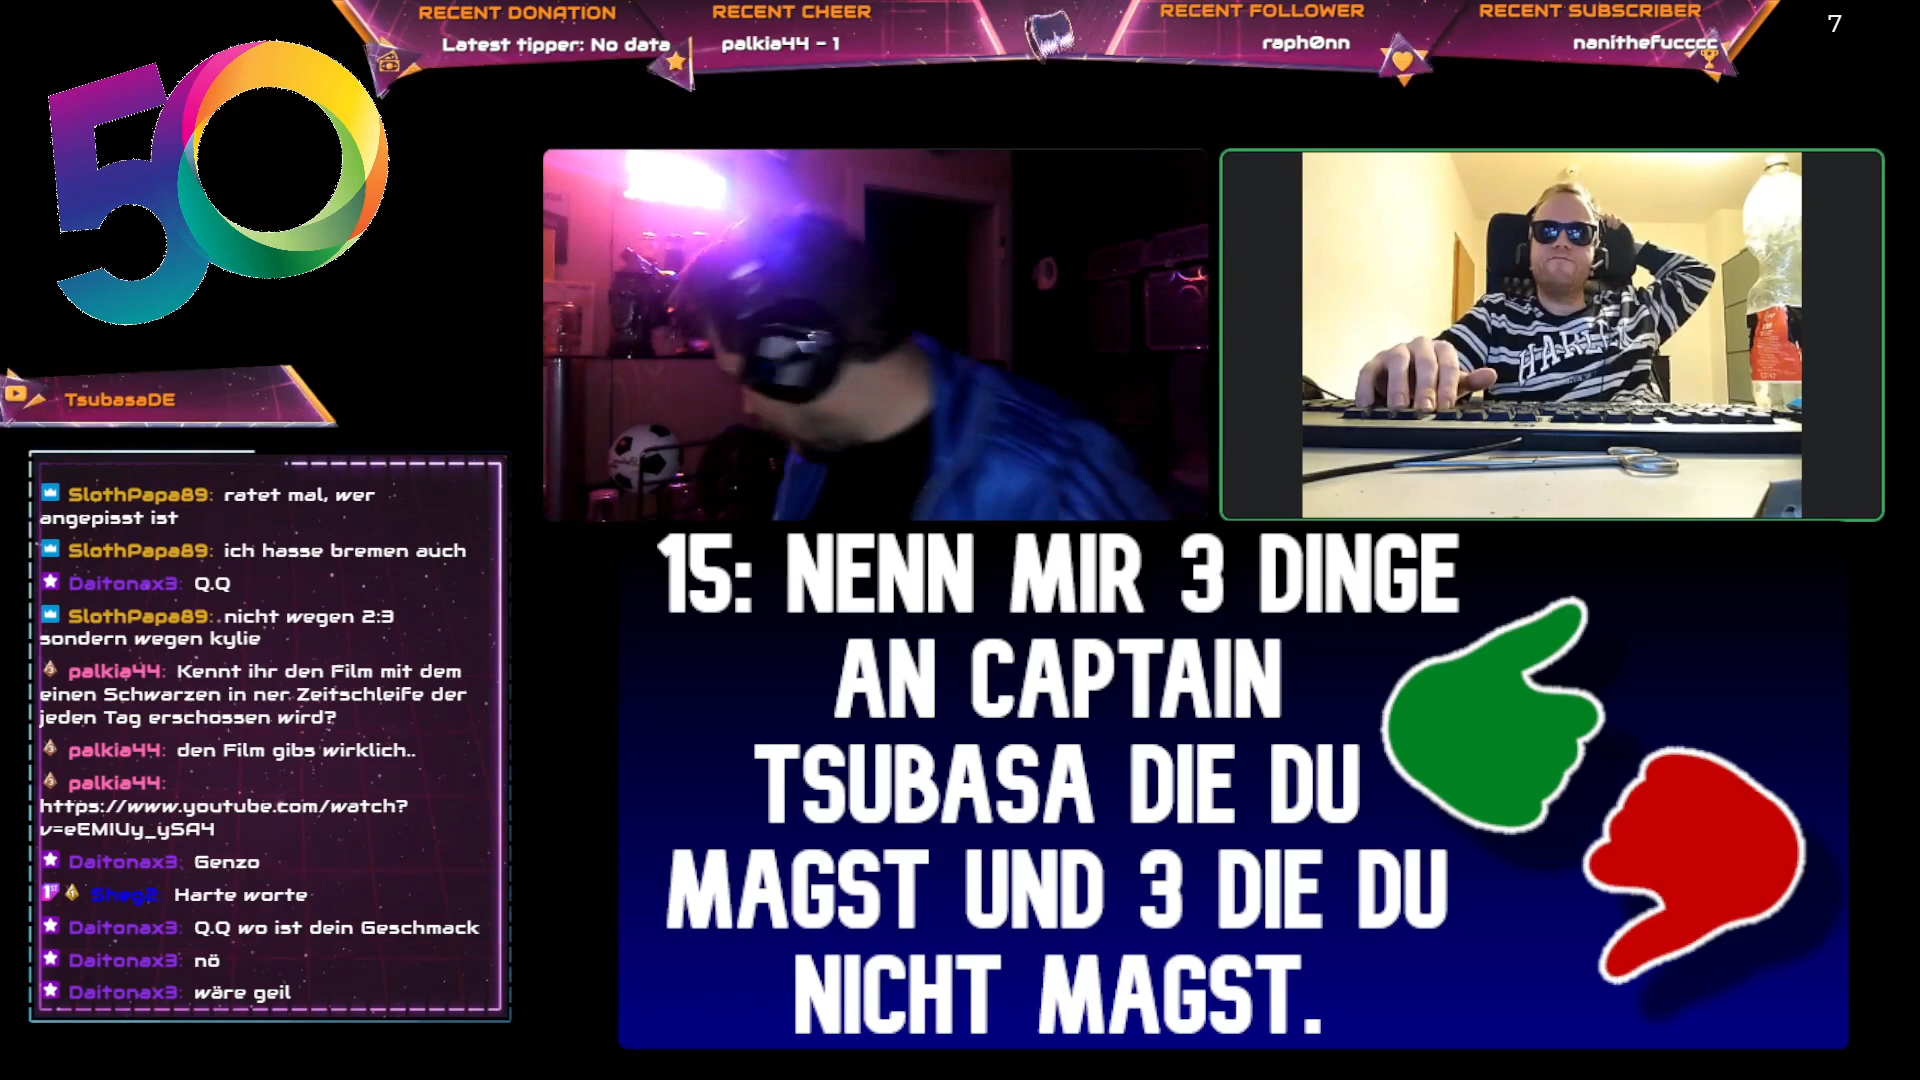 RECENT DONATION
Latest tipper: No data
RECENT CHEER
palkia44 - 1
RECENT FOLLOWER
raph0nn
RECENT SUBSCRIBER
nanithefucccc
7
50
TsubasaDE
SlothPapa89: ratet mal, wer
angepisst ist
SlothPapa89: ich hasse bremen auch
Daitonax3: Q.Q
SlothPapa89: nicht wegen 2:3
sondern wegen kylie
palkia44: Kennt ihr den Film mit dem
einen Schwarzen in ner Zeitschleife der
jeden Tag erschossen wird?
palkia44: den Film gibs wirklich..
palkia44:
https://www.youtube.com/watch?
v=eEMIUy_ySA4
Daitonax3: Genzo
Sheg2 Harte worte
Daitonax3: Q.Q wo ist dein Geschmack
Daitonax3: nö
Daitonax3: wäre geil
HARLEM
15: NENN MIR 3 DINGE
AN CAPTAIN
TSUBASA DIE DU
MAGST UND 3 DIE DU
NICHT MAGST.